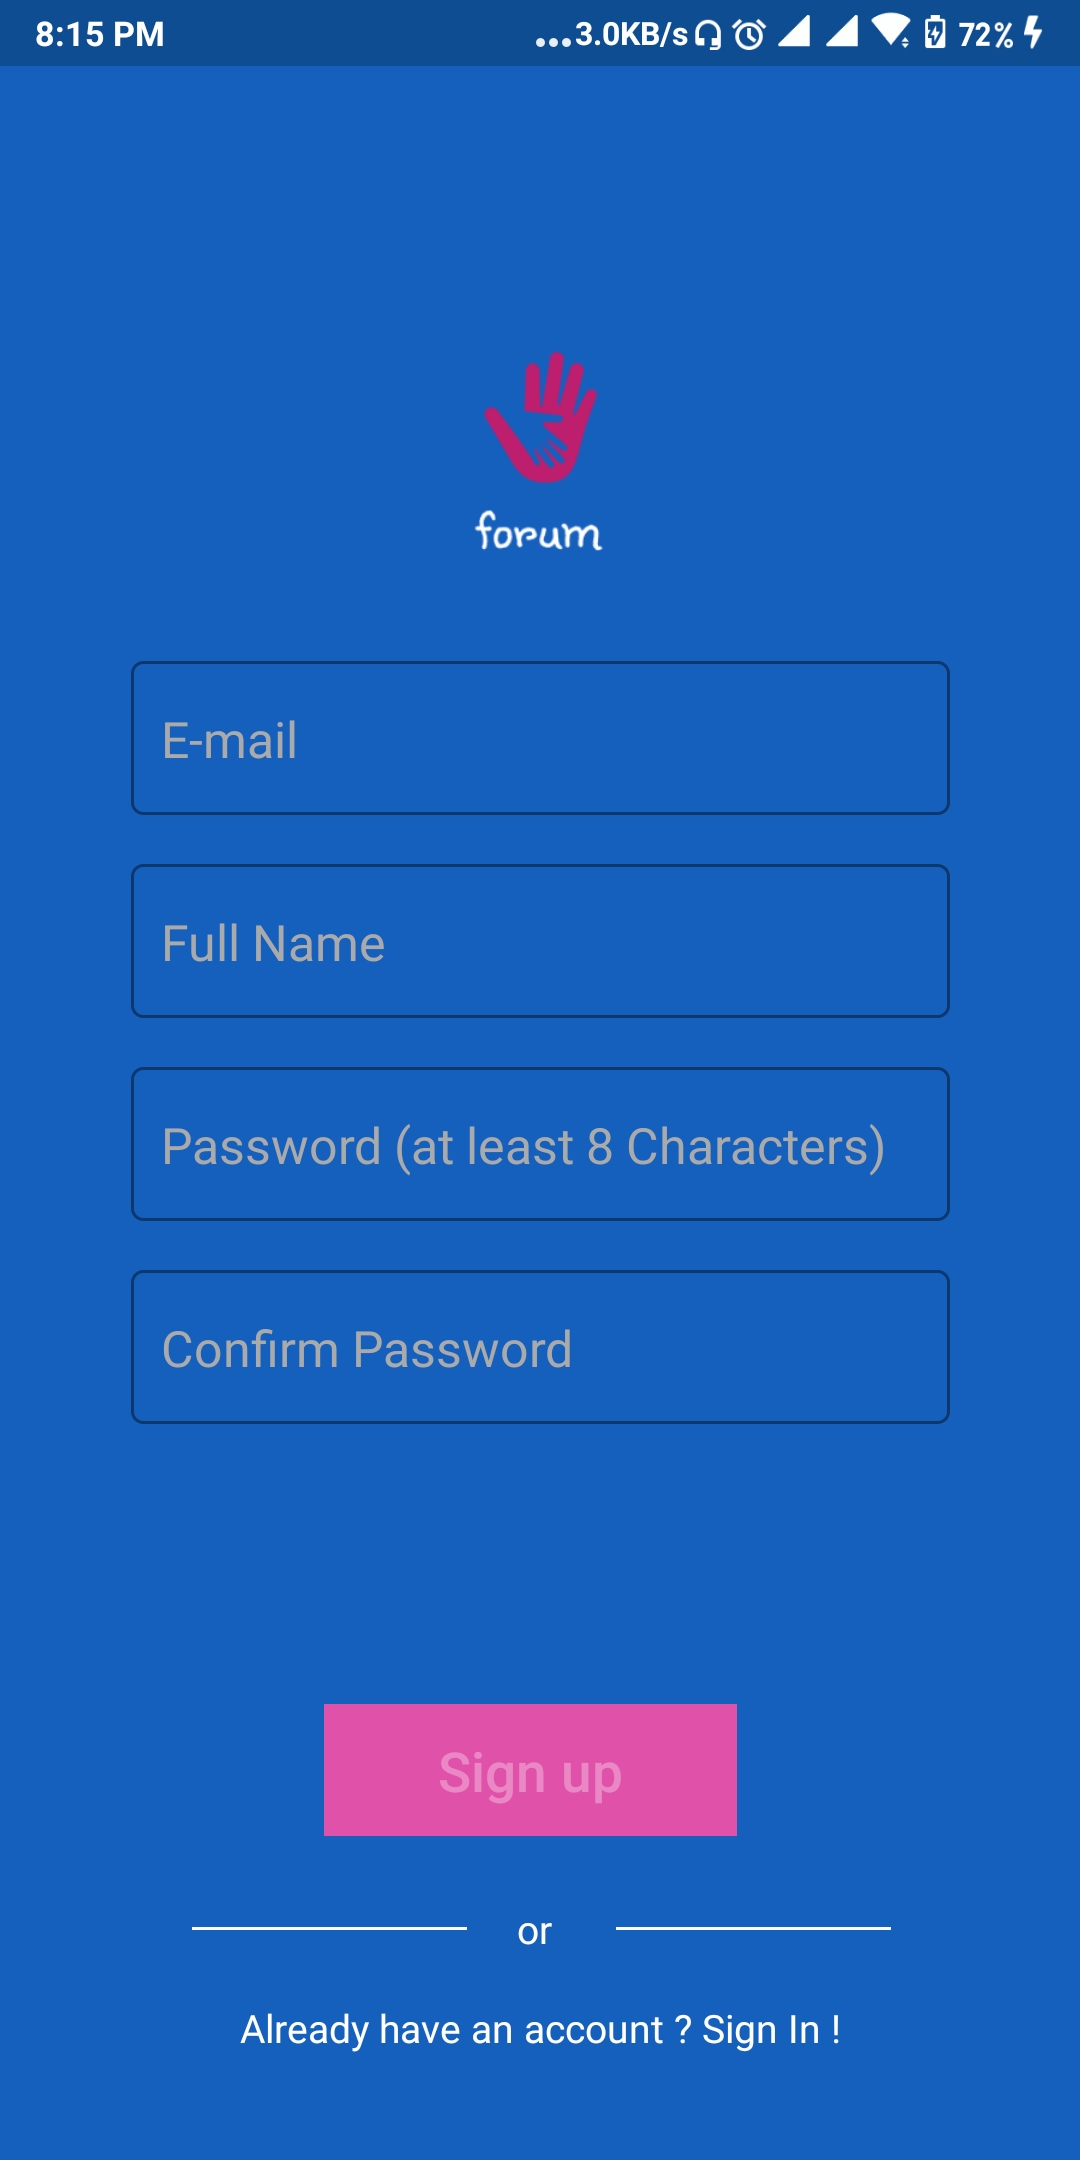 8:15 PM ...3.0KB/s 72%
forum
E-mail
Full Name
Password (at least 8 Characters)
Confirm Password
Sign up
or
Already have an account ? Sign In !